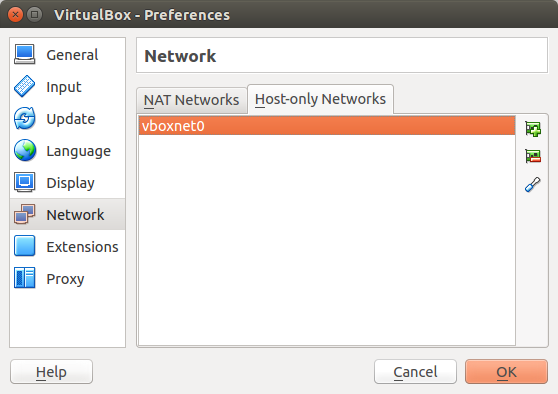 VirtualBox - Preferences
General
Input
Update
Language
Display
Network
Extensions
Proxy
Network
NAT Networks
Host-only Networks
vboxnet0
Help
Cancel
OK